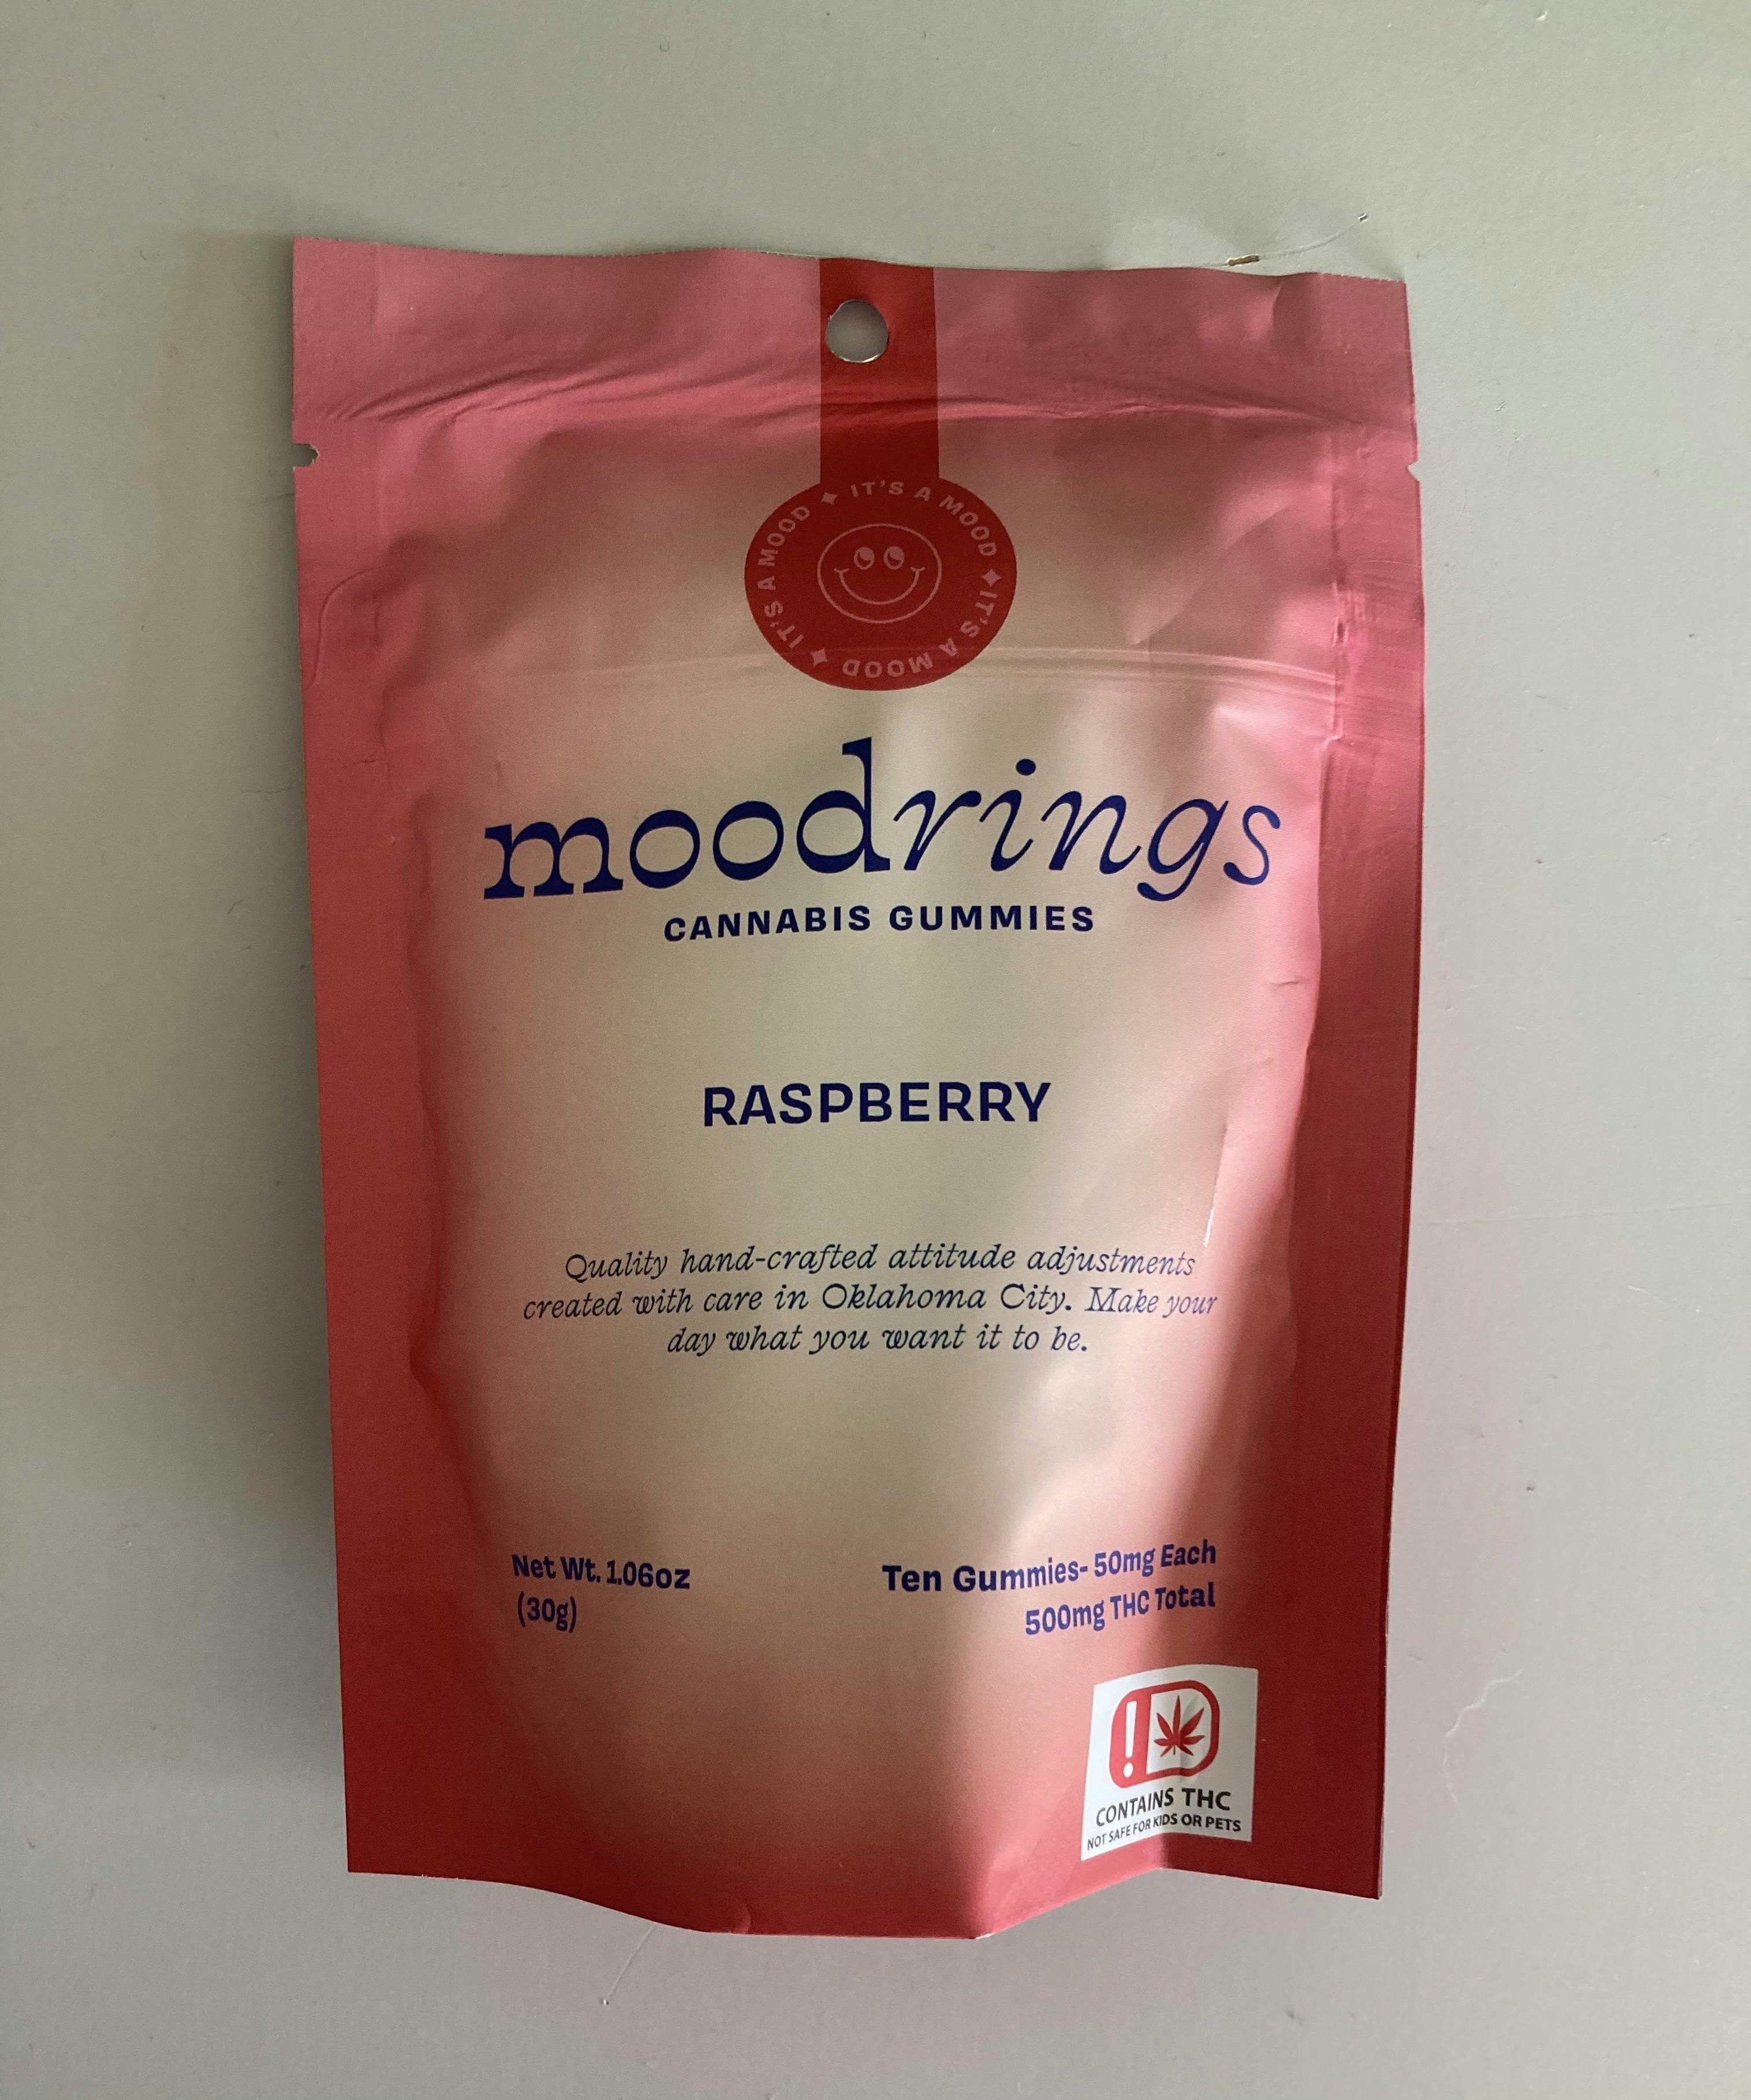 IT'S A MOOD ✦ IT'S A MOOD ✦ IT'S A MOOD ✦
moodrings
CANNABIS GUMMIES
RASPBERRY
Quality hand-crafted attitude adjustments
created with care in Oklahoma City. Make your
day what you want it to be.
Net Wt. 1.06oz
(30g)
Ten Gummies- 50mg Each
500mg THC Total
!
CONTAINS THC
NOT SAFE FOR KIDS OR PETS